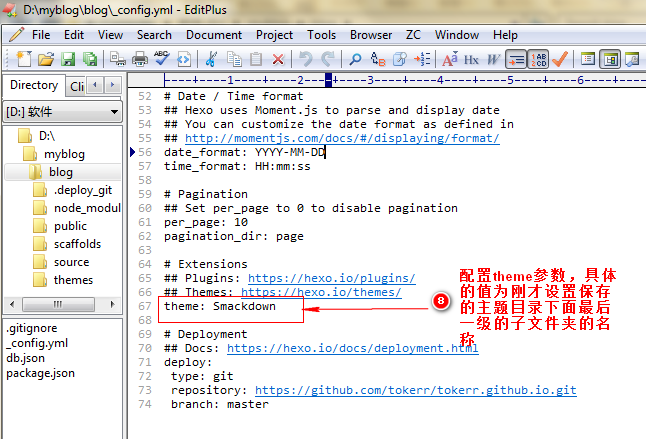 D:\myblog\blog\_config.yml - EditPlus
File Edit View Search Document Project Tools Browser ZC Window Help
Directory Cli
[D:] 软件
D:\
myblog
blog
.deploy_git
node_modul
public
scaffolds
source
themes
.gitignore
_config.yml
db.json
package.json
----+----1----+----2----+----3----+----4----+----5----+----6----+-
52 # Date / Time format
53 ## Hexo uses Moment.js to parse and display date
54 ## You can customize the date format as defined in
55 ## http://momentjs.com/docs/#/displaying/format/
56 date_format: YYYY-MM-DD
57 time_format: HH:mm:ss
58
59 # Pagination
60 ## Set per_page to 0 to disable pagination
61 per_page: 10
62 pagination_dir: page
63
64 # Extensions
65 ## Plugins: https://hexo.io/plugins/
66 ## Themes: https://hexo.io/themes/
67 theme: Smackdown
68
69 # Deployment
70 ## Docs: https://hexo.io/docs/deployment.html
71 deploy:
72 type: git
73 repository: https://github.com/tokerr/tokerr.github.io.git
74 branch: master
8
配置theme参数，具体
的值为刚才设置保存
的主题目录下面最后
一级的子文件夹的名
称